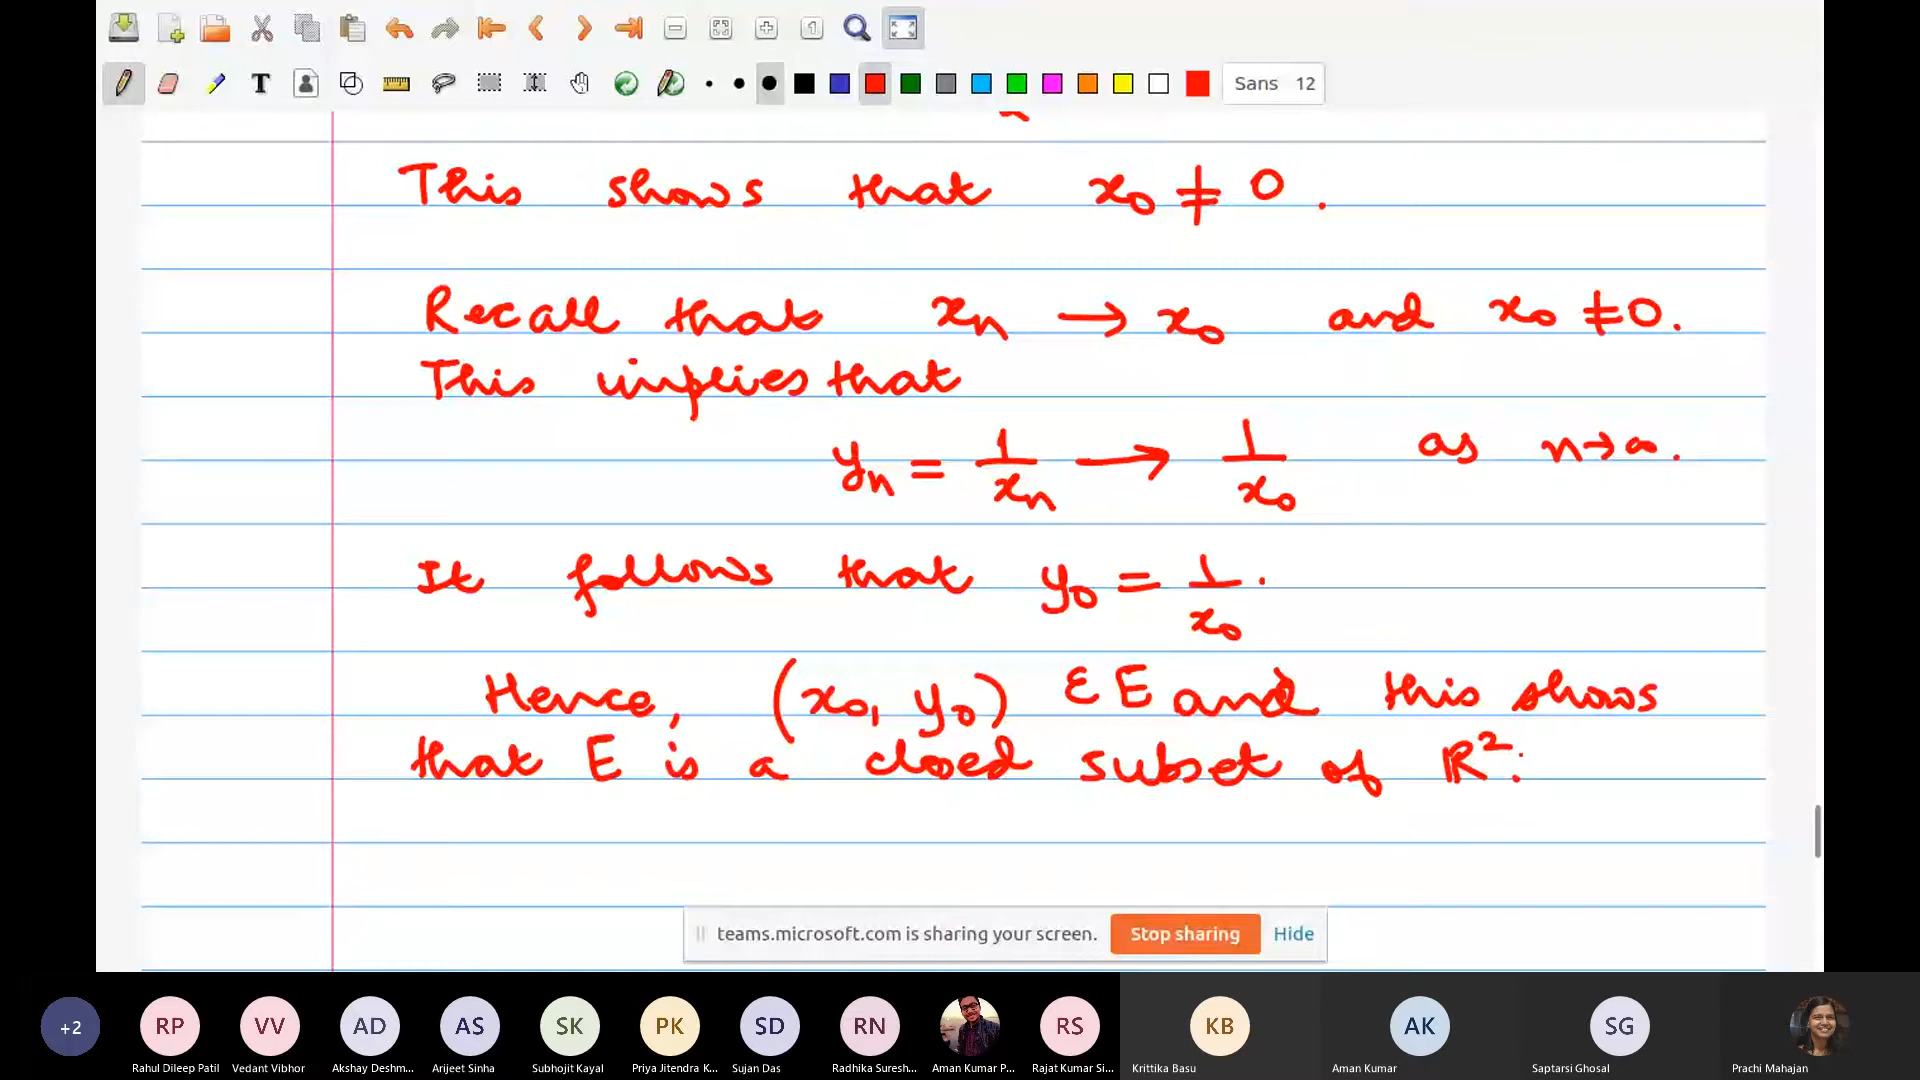 Sans 12
This shows that x₀ ≠ 0.
Recall that xₙ → x₀ and x₀ ≠ 0.
This implies that
yₙ = 1/xₙ → 1/x₀ as n→∞.
It follows that y₀ = 1/x₀.
Hence, (x₀, y₀) ∈ E and this shows
that E is a closed subset of ℝ².
teams.microsoft.com is sharing your screen. Stop sharing Hide
+2 RP VV AD AS SK PK SD RN RS KB AK SG
Rahul Dileep Patil Vedant Vibhor Akshay Deshm... Arijeet Sinha Subhojit Kayal Priya Jitendra K... Sujan Das Radhika Suresh... Aman Kumar P... Rajat Kumar Si... Krittika Basu Aman Kumar Saptarsi Ghosal Prachi Mahajan